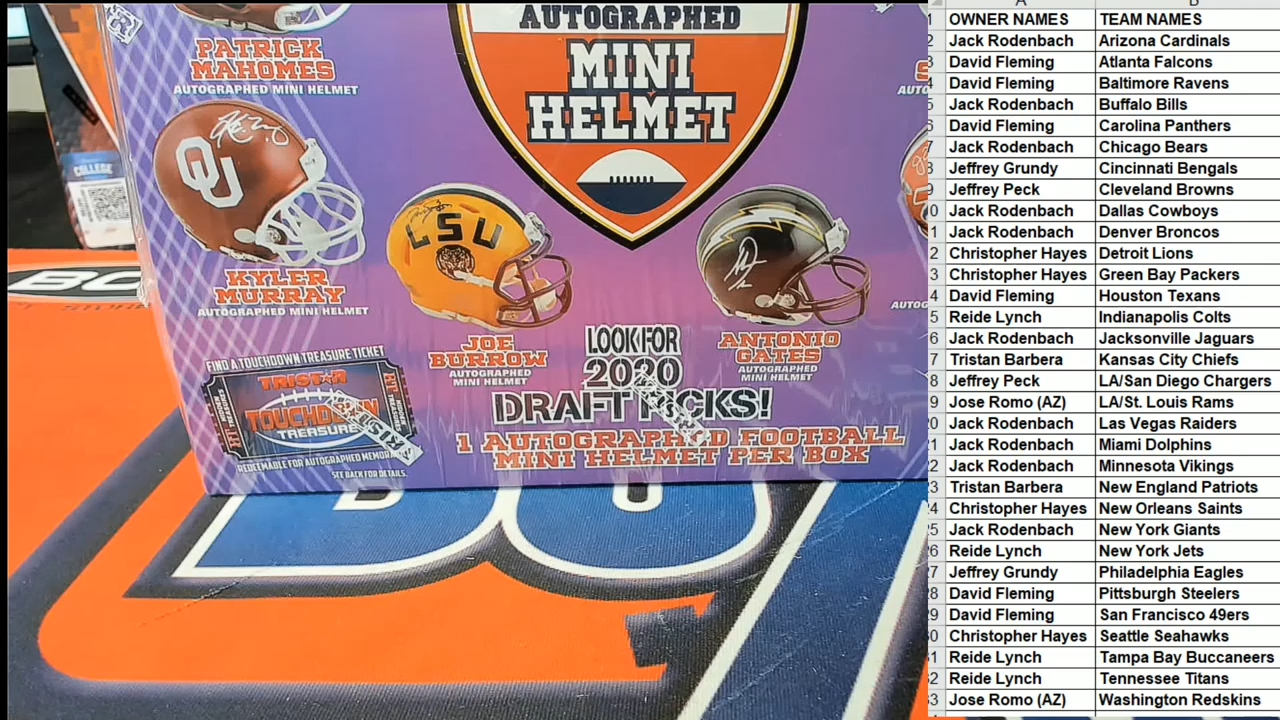 AUTOGRAPHED
MINI
HELMET
PATRICK
MAHOMES
AUTOGRAPHED MINI HELMET
COLLEGE
OU
KYLER
MURRAY
AUTOGRAPHED MINI HELMET
LSU
JOE
BURROW
AUTOGRAPHED
MINI HELMET
ANTONIO
GATES
AUTOGRAPHED
MINI HELMET
LOOK FOR
2020
DRAFT PICKS!
1 AUTOGRAPHED FOOTBALL
MINI HELMET PER BOX
FIND A TOUCHDOWN TREASURE TICKET
TRISTAR
TOUCHDOWN
TREASURE
REDEEMABLE FOR AUTOGRAPHED MEMORABILIA
SEE BACK FOR DETAILS.
OWNER NAMES TEAM NAMES
Jack Rodenbach Arizona Cardinals
David Fleming Atlanta Falcons
David Fleming Baltimore Ravens
Jack Rodenbach Buffalo Bills
David Fleming Carolina Panthers
Jack Rodenbach Chicago Bears
Jeffrey Grundy Cincinnati Bengals
Jeffrey Peck Cleveland Browns
Jack Rodenbach Dallas Cowboys
Jack Rodenbach Denver Broncos
Christopher Hayes Detroit Lions
Christopher Hayes Green Bay Packers
David Fleming Houston Texans
Reide Lynch Indianapolis Colts
Jack Rodenbach Jacksonville Jaguars
Tristan Barbera Kansas City Chiefs
Jeffrey Peck LA/San Diego Chargers
Jose Romo (AZ) LA/St. Louis Rams
Jack Rodenbach Las Vegas Raiders
Jack Rodenbach Miami Dolphins
Jack Rodenbach Minnesota Vikings
Tristan Barbera New England Patriots
Christopher Hayes New Orleans Saints
Jack Rodenbach New York Giants
Reide Lynch New York Jets
Jeffrey Grundy Philadelphia Eagles
David Fleming Pittsburgh Steelers
David Fleming San Francisco 49ers
Christopher Hayes Seattle Seahawks
Reide Lynch Tampa Bay Buccaneers
Reide Lynch Tennessee Titans
Jose Romo (AZ) Washington Redskins